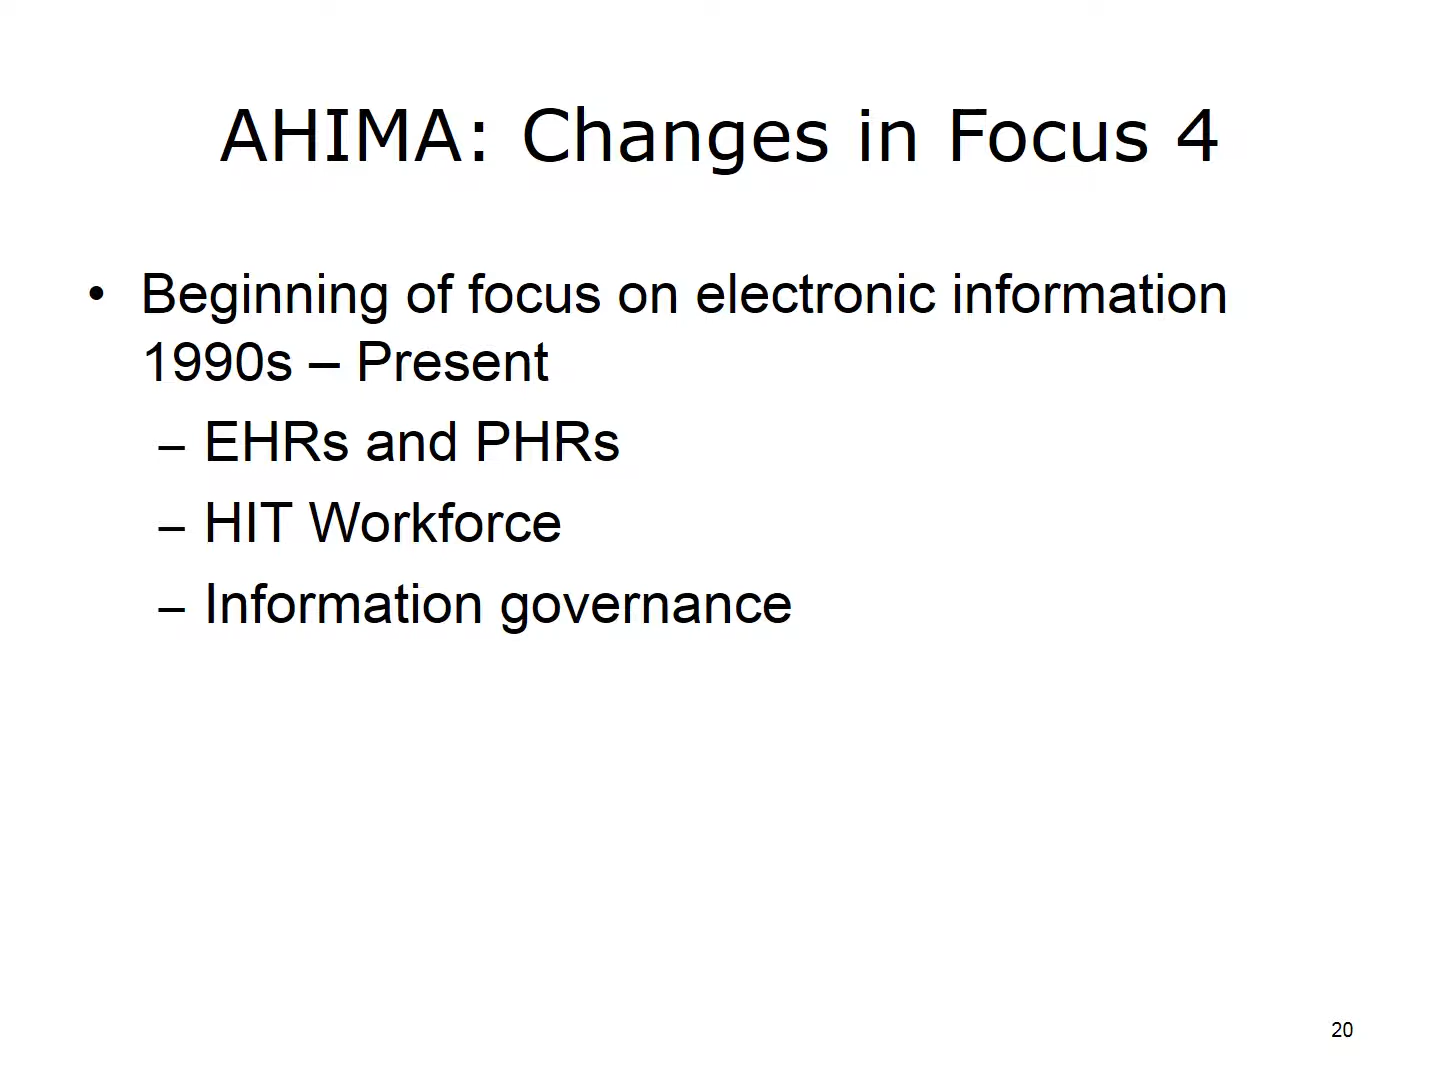 AHIMA: Changes in Focus 4
• Beginning of focus on electronic information
1990s – Present
– EHRs and PHRs
– HIT Workforce
– Information governance
20